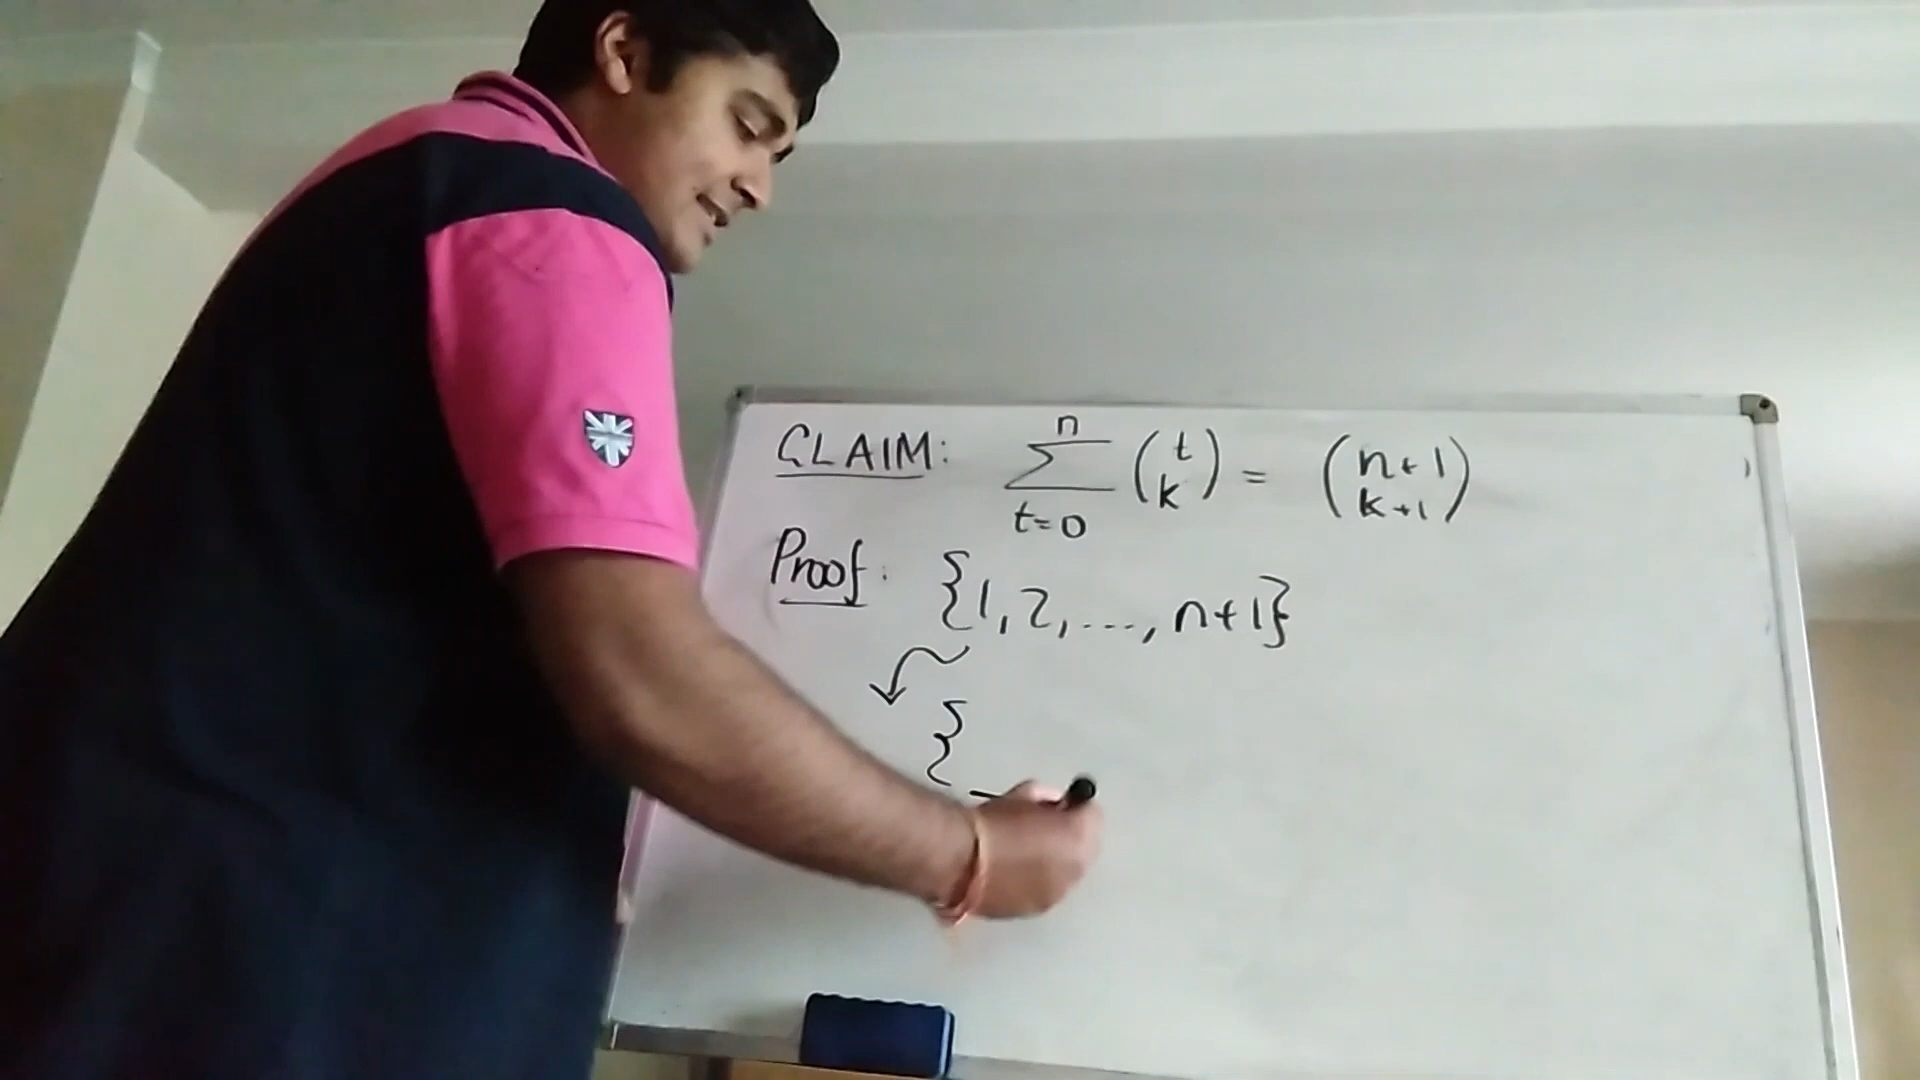 CLAIM: \sum_{t=0}^{n} \binom{t}{k} = \binom{n+1}{k+1}
Proof: {1, 2, ..., n+1}
{ _